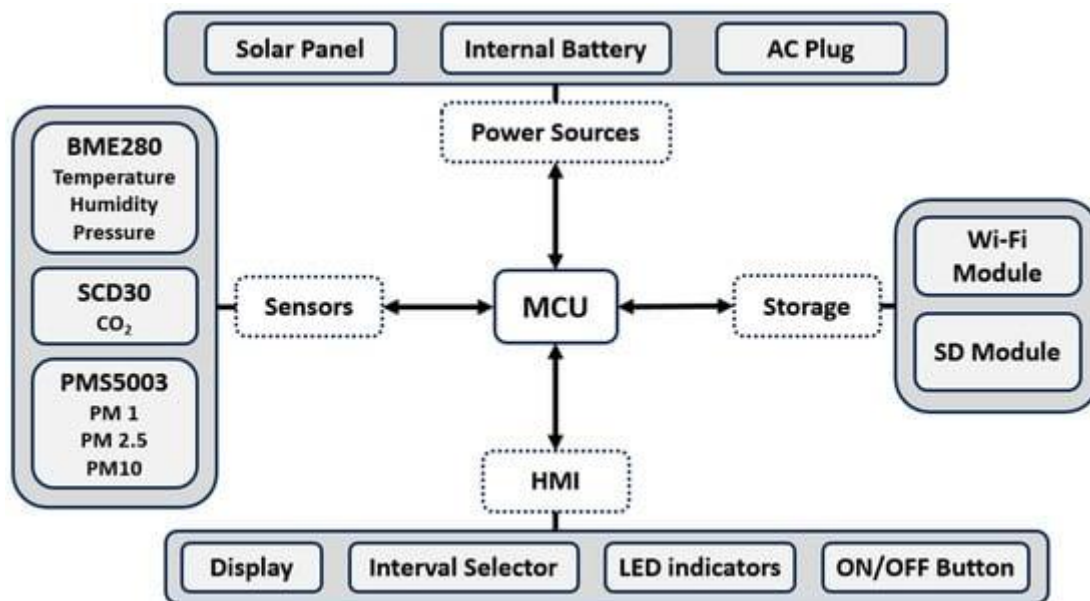 Solar Panel
Internal Battery
AC Plug
Power Sources
BME280
Temperature
Humidity
Pressure
SCD30
CO₂
PMS5003
PM 1
PM 2.5
PM10
Sensors
MCU
Storage
Wi-Fi
Module
SD Module
HMI
Display
Interval Selector
LED indicators
ON/OFF Button